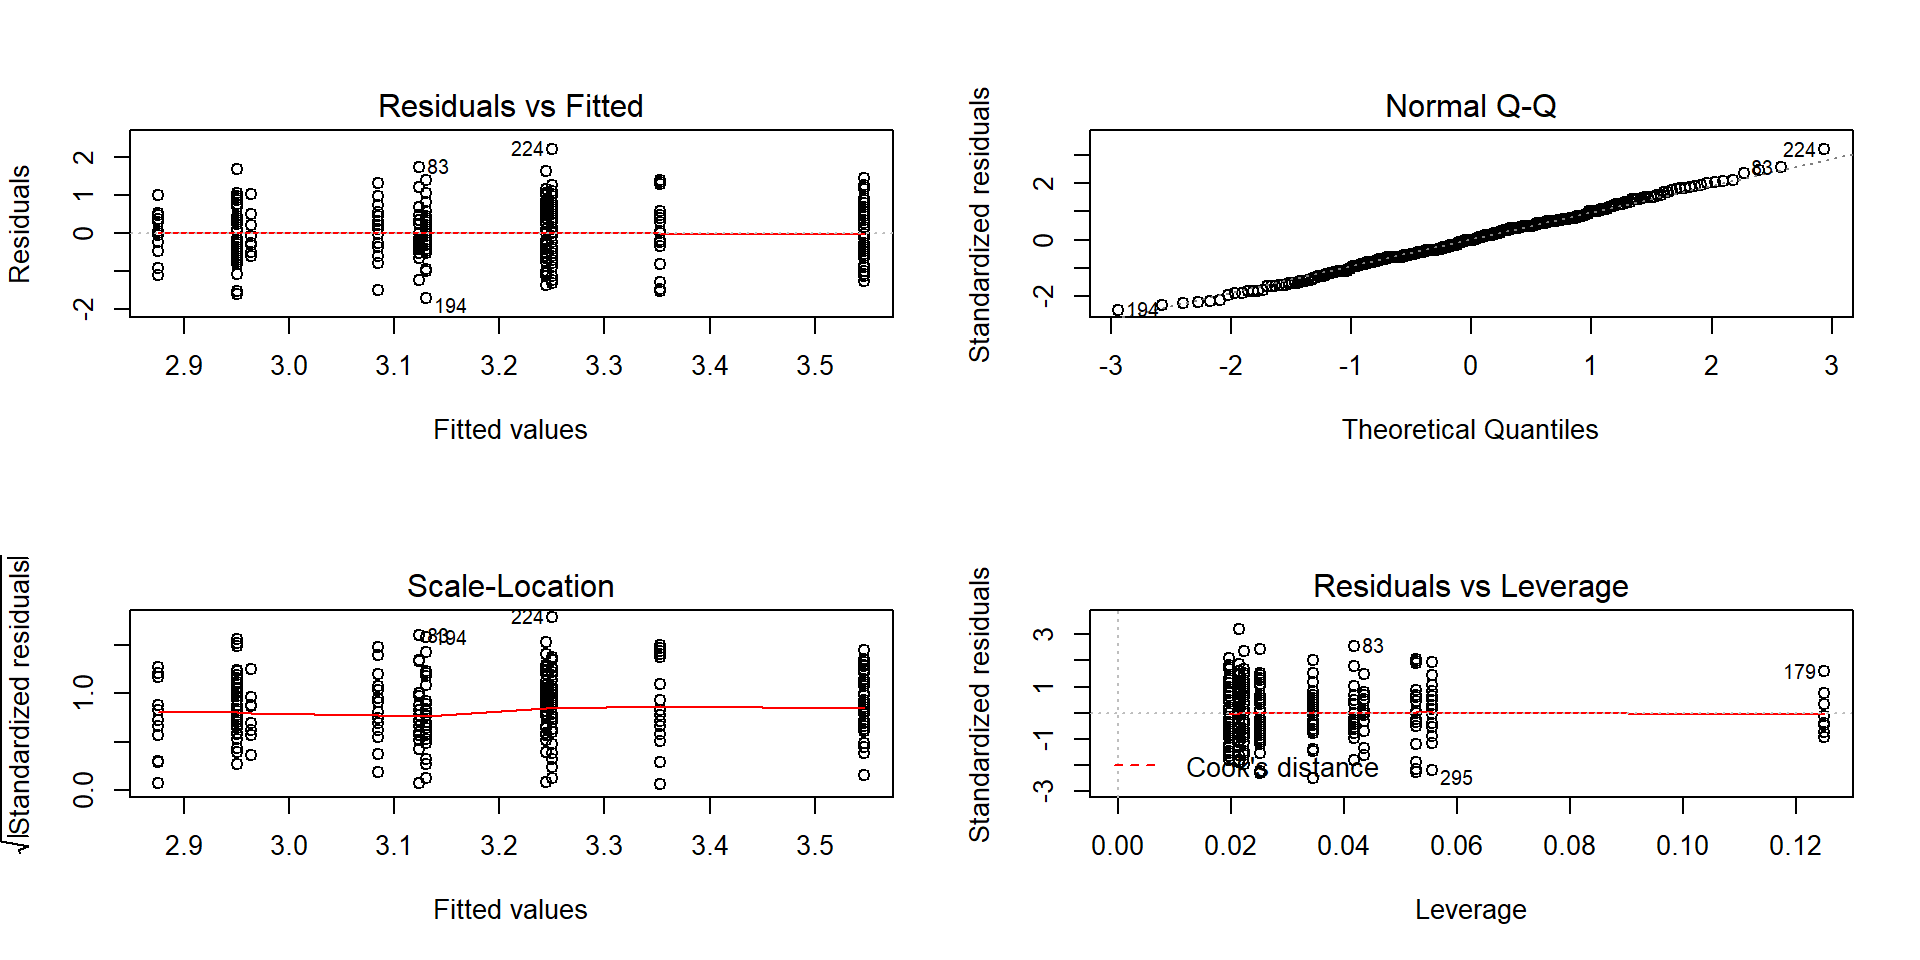 Residuals vs Fitted
Residuals
2
1
0
-2
224
83
194
2.9 3.0 3.1 3.2 3.3 3.4 3.5
Fitted values
Normal Q-Q
Standardized residuals
2
0
-2
224
83
194
-3 -2 -1 0 1 2 3
Theoretical Quantiles
Scale-Location
√|Standardized residuals|
1.0
0.0
224
83
194
2.9 3.0 3.1 3.2 3.3 3.4 3.5
Fitted values
Residuals vs Leverage
Standardized residuals
3
1
-1
-3
83
179
Cook's distance
295
0.00 0.02 0.04 0.06 0.08 0.10 0.12
Leverage